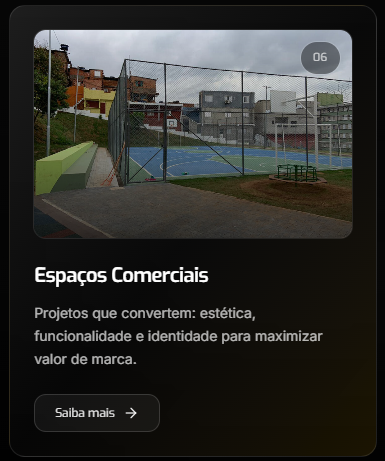 06
Espaços Comerciais
Projetos que convertem: estética,
funcionalidade e identidade para maximizar
valor de marca.
Saiba mais →